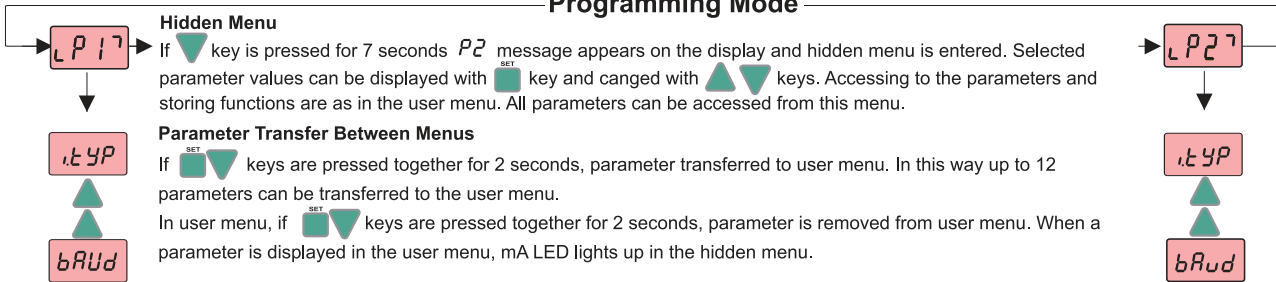 Programming Mode
Hidden Menu
If key is pressed for 7 seconds P2 message appears on the display and hidden menu is entered. Selected
parameter values can be displayed with SET key and canged with keys. Accessing to the parameters and
storing functions are as in the user menu. All parameters can be accessed from this menu.
Parameter Transfer Between Menus
If SET keys are pressed together for 2 seconds, parameter transferred to user menu. In this way up to 12
parameters can be transferred to the user menu.
In user menu, if SET keys are pressed together for 2 seconds, parameter is removed from user menu. When a
parameter is displayed in the user menu, mA LED lights up in the hidden menu.
P1
i.tYP
bAUd
P2
i.tYP
bAud